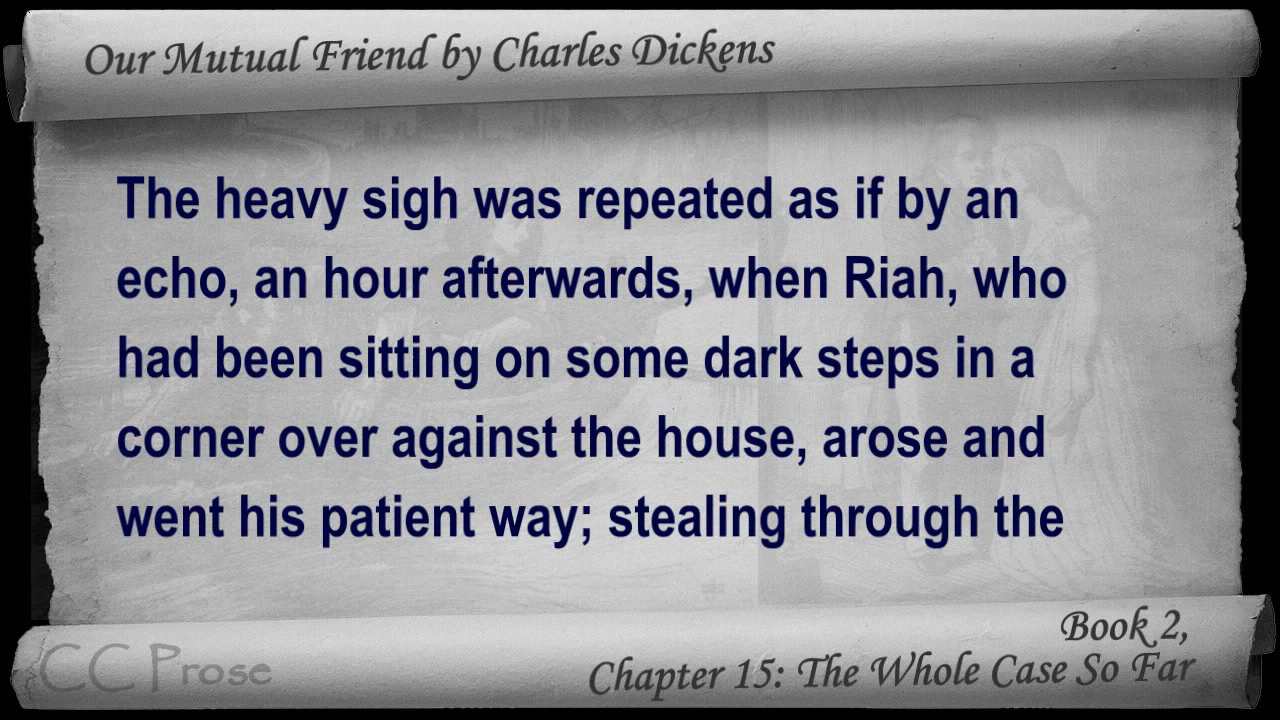 Our Mutual Friend by Charles Dickens
The heavy sigh was repeated as if by an
echo, an hour afterwards, when Riah, who
had been sitting on some dark steps in a
corner over against the house, arose and
went his patient way; stealing through the
Book 2,
Chapter 15: The Whole Case So Far
CC Prose